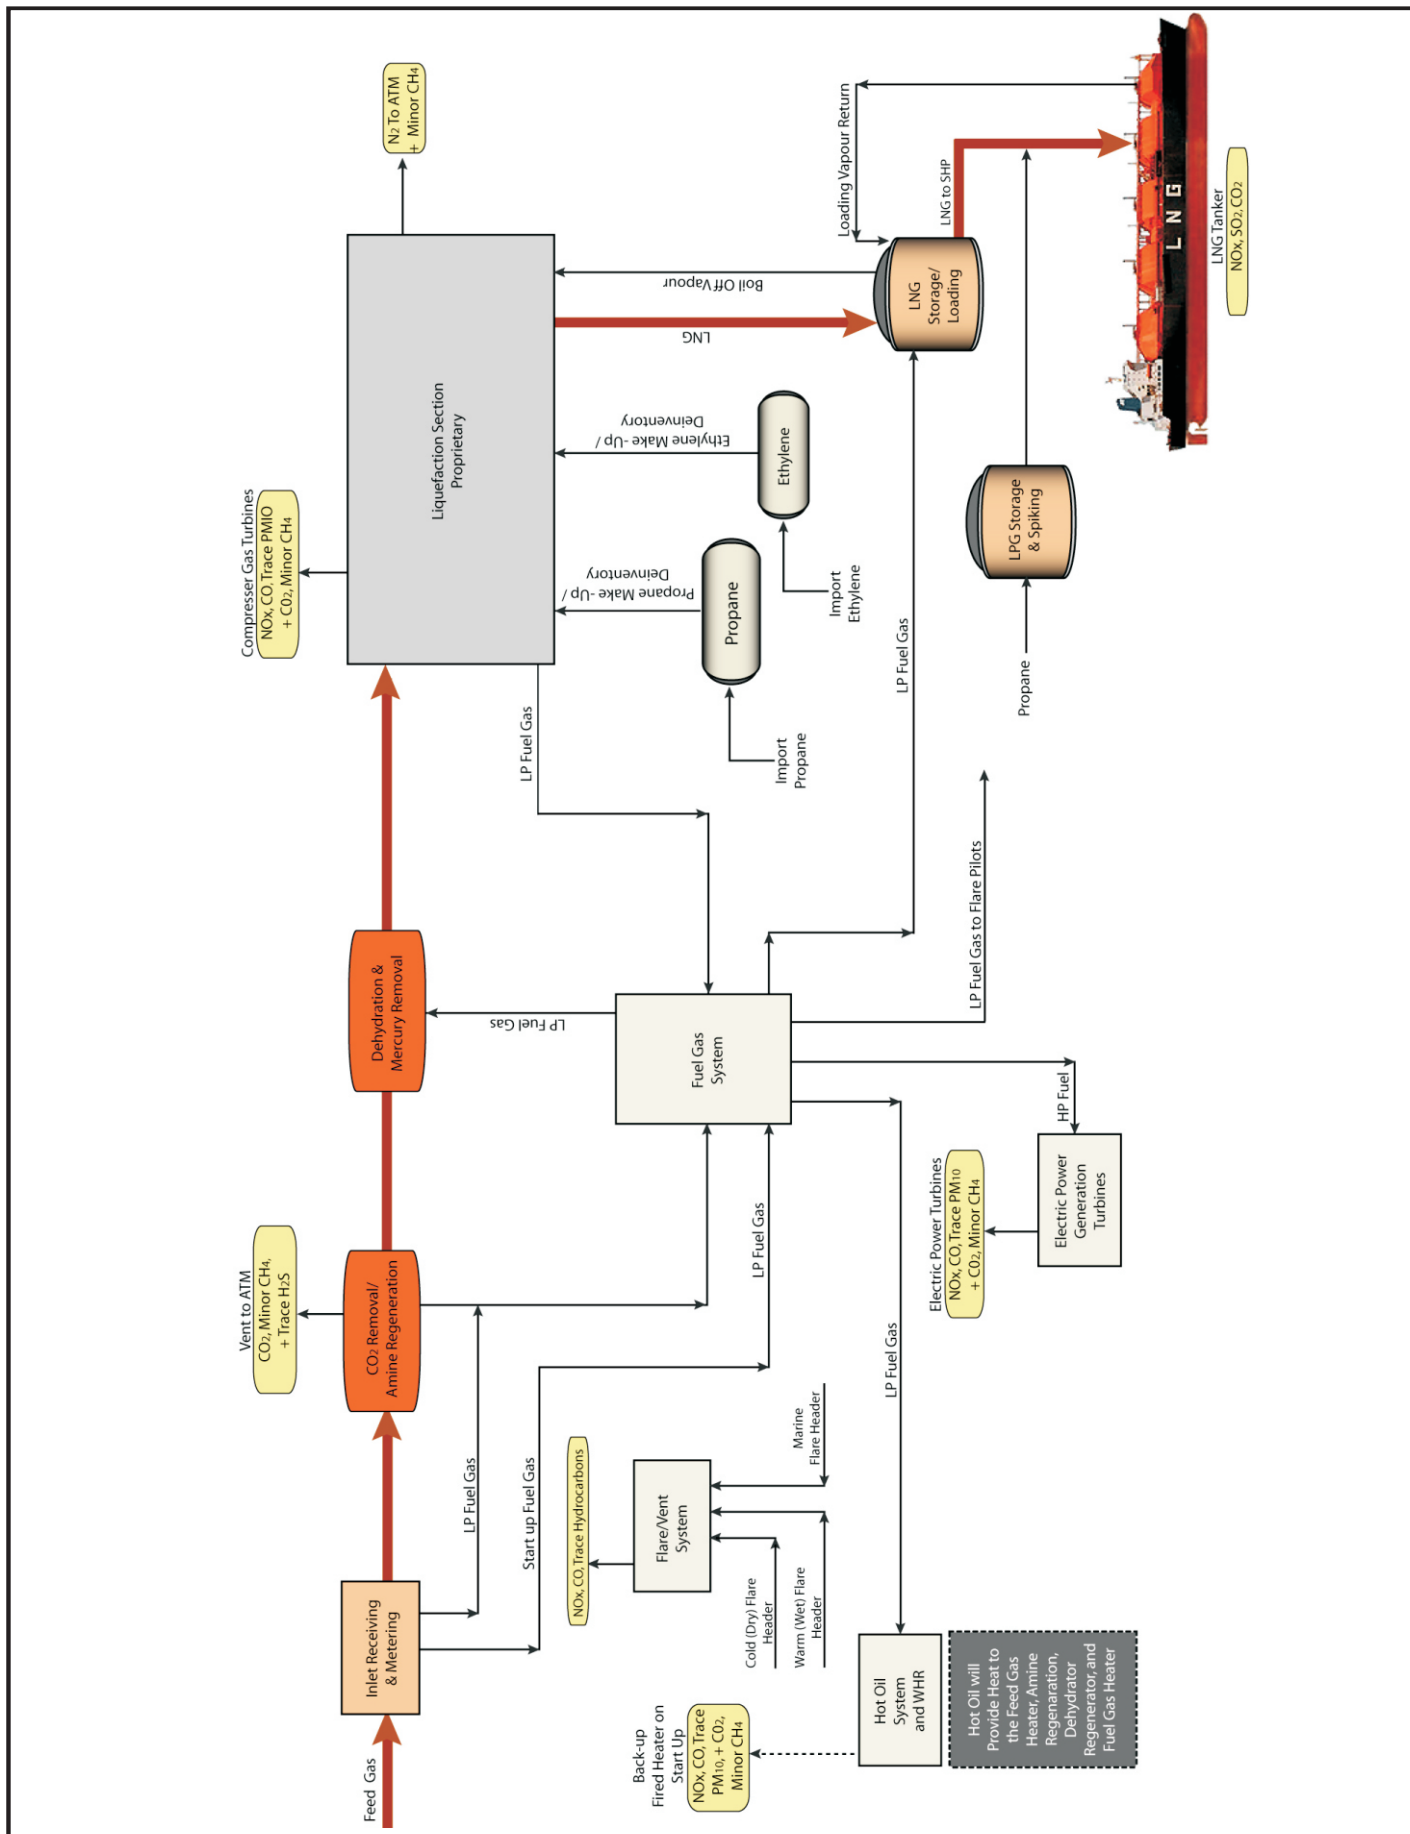 Feed Gas
Inlet Receiving
& Metering
LP Fuel Gas
Start up Fuel Gas
Vent to ATM
CO2, Minor CH4,
+ Trace H2S
CO2 Removal/
Amine Regeneration
Dehydration &
Mercury Removal
LP Fuel Gas
Compresser Gas Turbines
NOx, CO, Trace PMIO
+ CO2, Minor CH4
Liquefaction Section
Proprietary
N2 To ATM
+ Minor CH4
LP Fuel Gas
Propane Make-Up /
Deinventory
Ethylene Make-Up /
Deinventory
LNG
Boil Off Vapour
Propane
Import
Propane
Ethylene
Import
Ethylene
LNG
Storage/
Loading
Loading Vapour Return
LNG to SHP
Fuel Gas
System
LP Fuel Gas
LP Fuel Gas
LP Fuel Gas to Flare Pilots
HP Fuel
LP Fuel Gas
NOx, CO, Trace Hydrocarbons
Flare/Vent
System
Cold (Dry) Flare
Header
Warm (Wet) Flare
Header
Marine
Flare Header
Back-up
Fired Heater on
Start Up
NOx, CO, Trace
PM10, + CO2,
Minor CH4
Hot Oil
System
and WHR
Hot Oil will
Provide Heat to
the Feed Gas
Heater, Amine
Regenaration,
Dehydrator
Regenerator, and
Fuel Gas Heater
Electric Power Turbines
NOx, CO, Trace PM10
+ CO2, Minor CH4
Electric Power
Generation
Turbines
Propane
LPG Storage
& Spiking
LNG
LNG Tanker
NOx, SO2, CO2